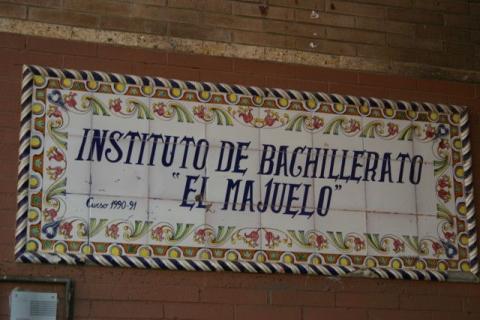 INSTITUTO DE BACHILLERATO
"EL MAJUELO"
Curso 1990-91